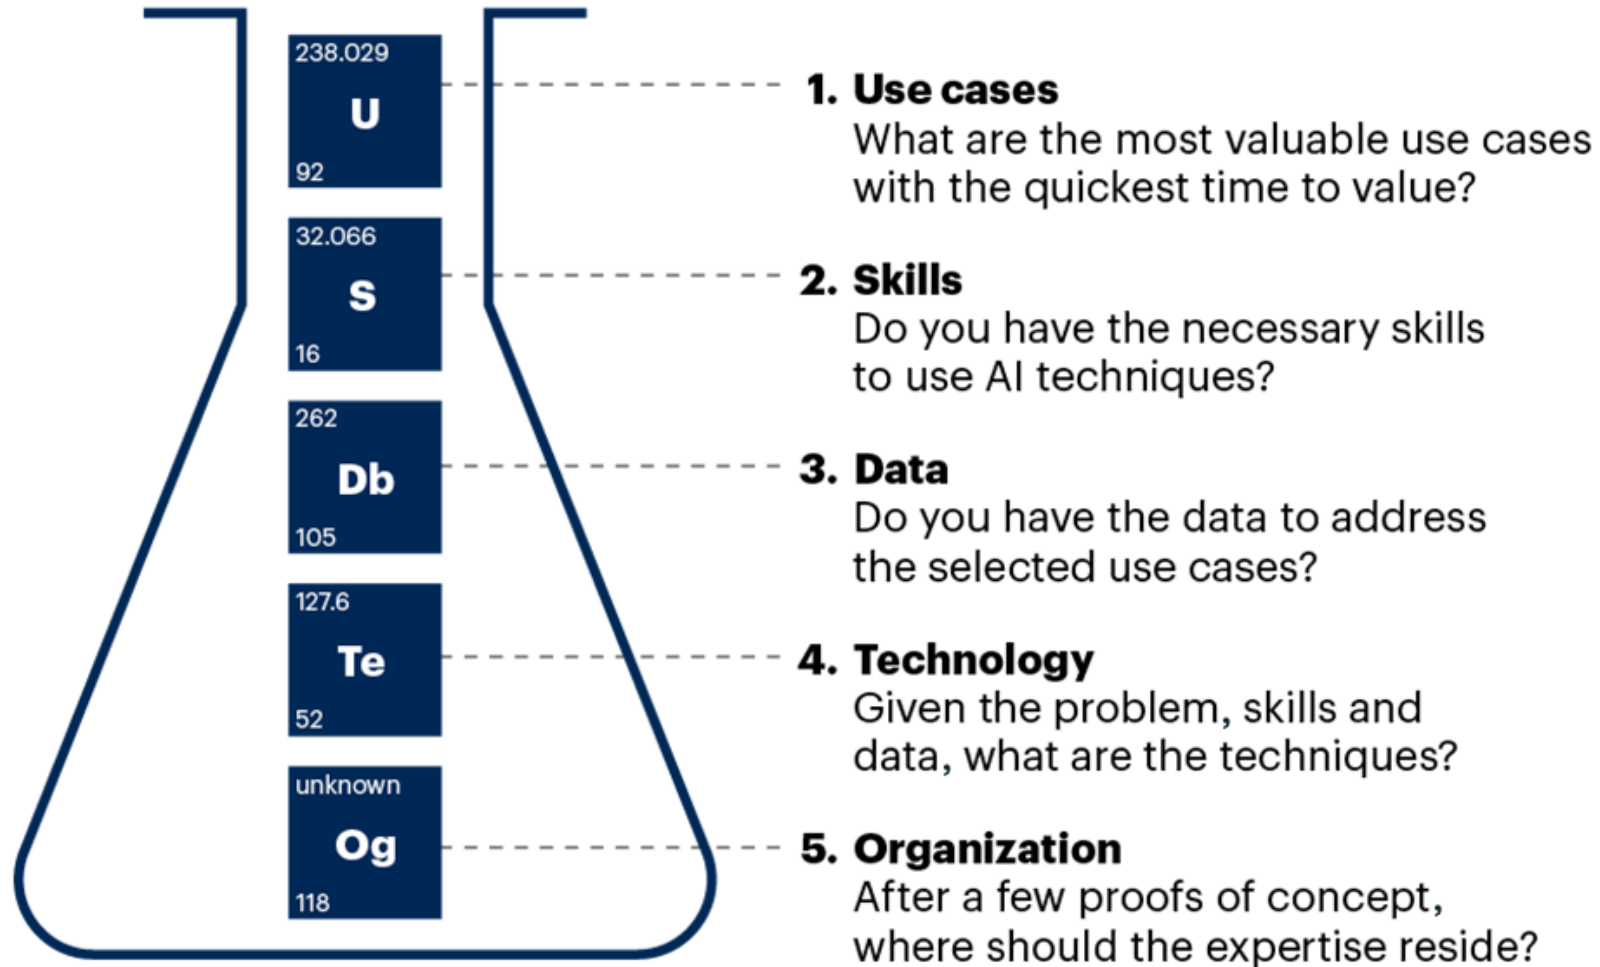 238.029
U
92
1. Use cases
What are the most valuable use cases
with the quickest time to value?
32.066
S
16
2. Skills
Do you have the necessary skills
to use AI techniques?
262
Db
105
3. Data
Do you have the data to address
the selected use cases?
127.6
Te
52
4. Technology
Given the problem, skills and
data, what are the techniques?
unknown
Og
118
5. Organization
After a few proofs of concept,
where should the expertise reside?